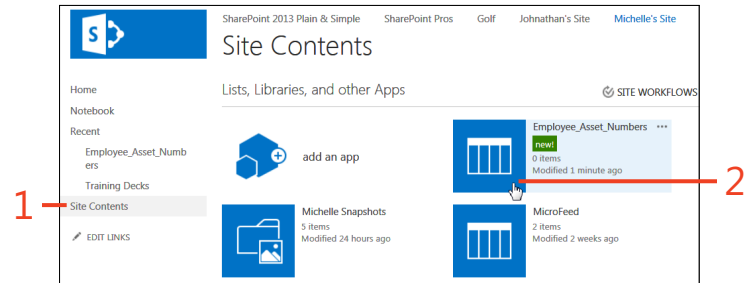 SharePoint 2013 Plain & Simple SharePoint Pros Golf Johnathan's Site Michelle's Site
S
Site Contents
Home
Notebook
Recent
Employee_Asset_Numb
ers
Training Decks
Site Contents
EDIT LINKS
Lists, Libraries, and other Apps
SITE WORKFLOWS
add an app
Employee_Asset_Numbers ...
new!
0 items
Modified 1 minute ago
Michelle Snapshots
5 items
Modified 24 hours ago
MicroFeed
2 items
Modified 2 weeks ago
1
2